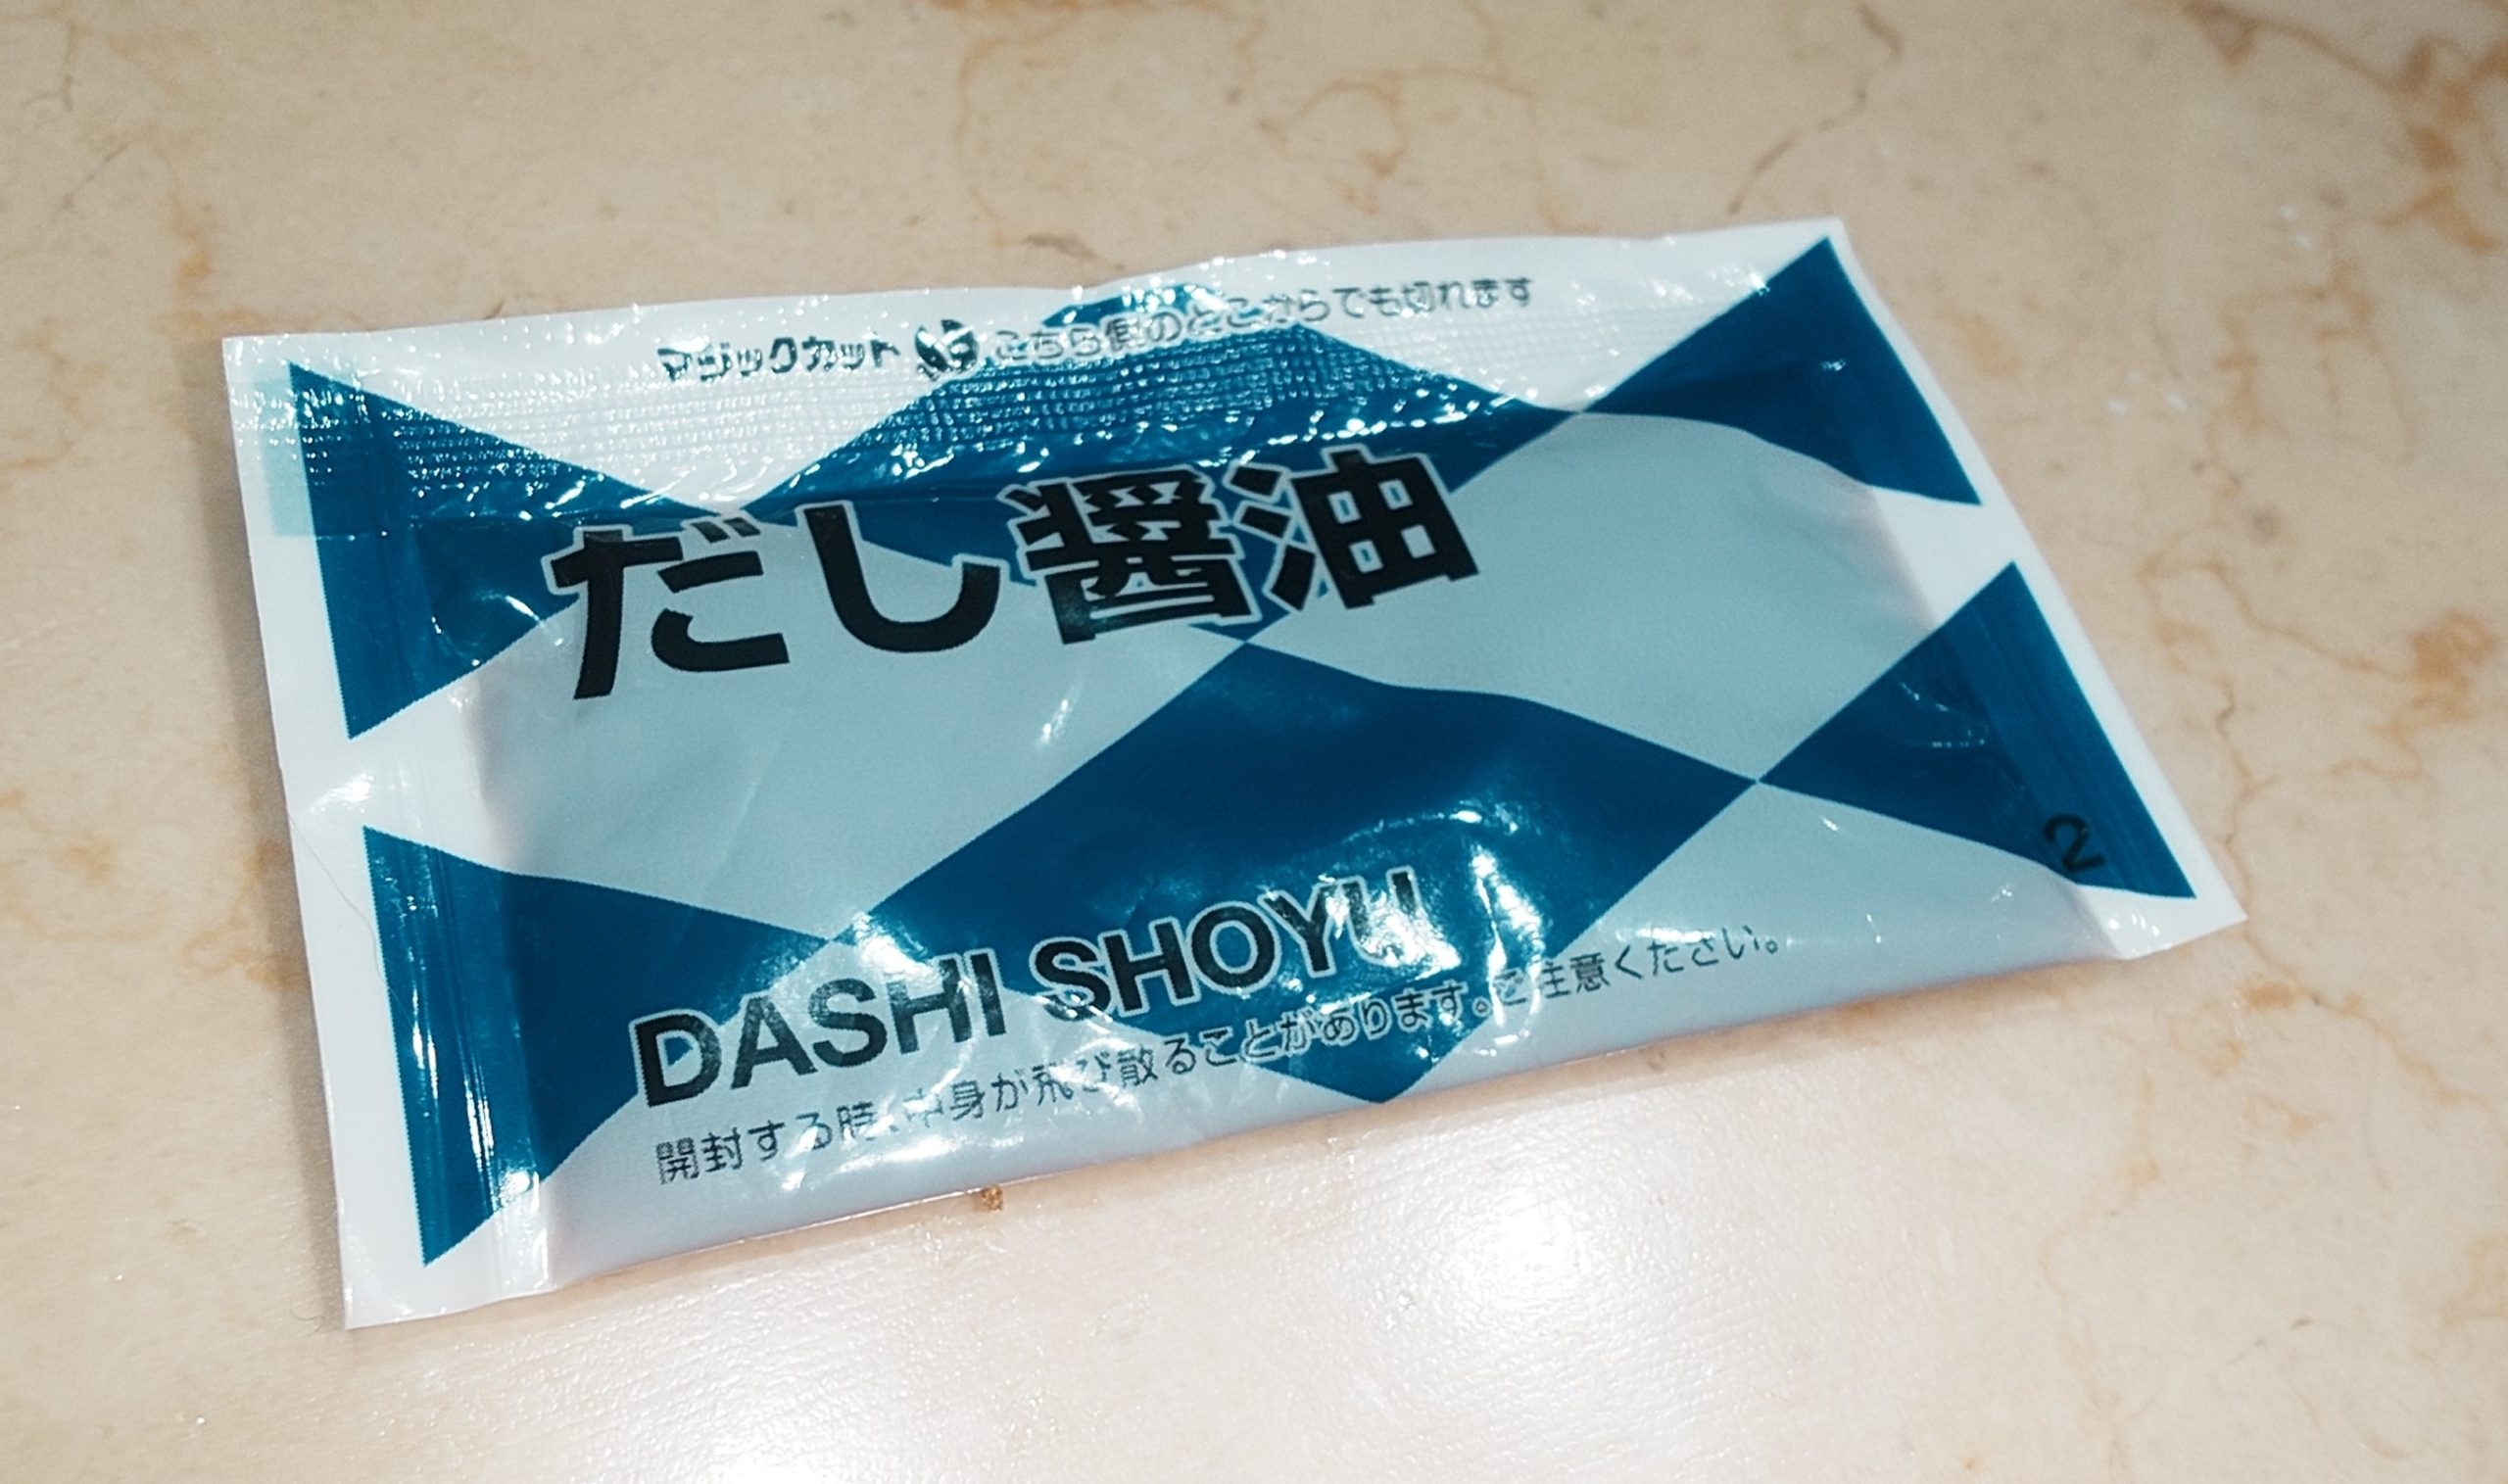 マジックカット こちら側のどこからでも切れます
だし醤油
2
DASHI SHOYU
開封する時、中身が飛び散ることがあります。ご注意ください。